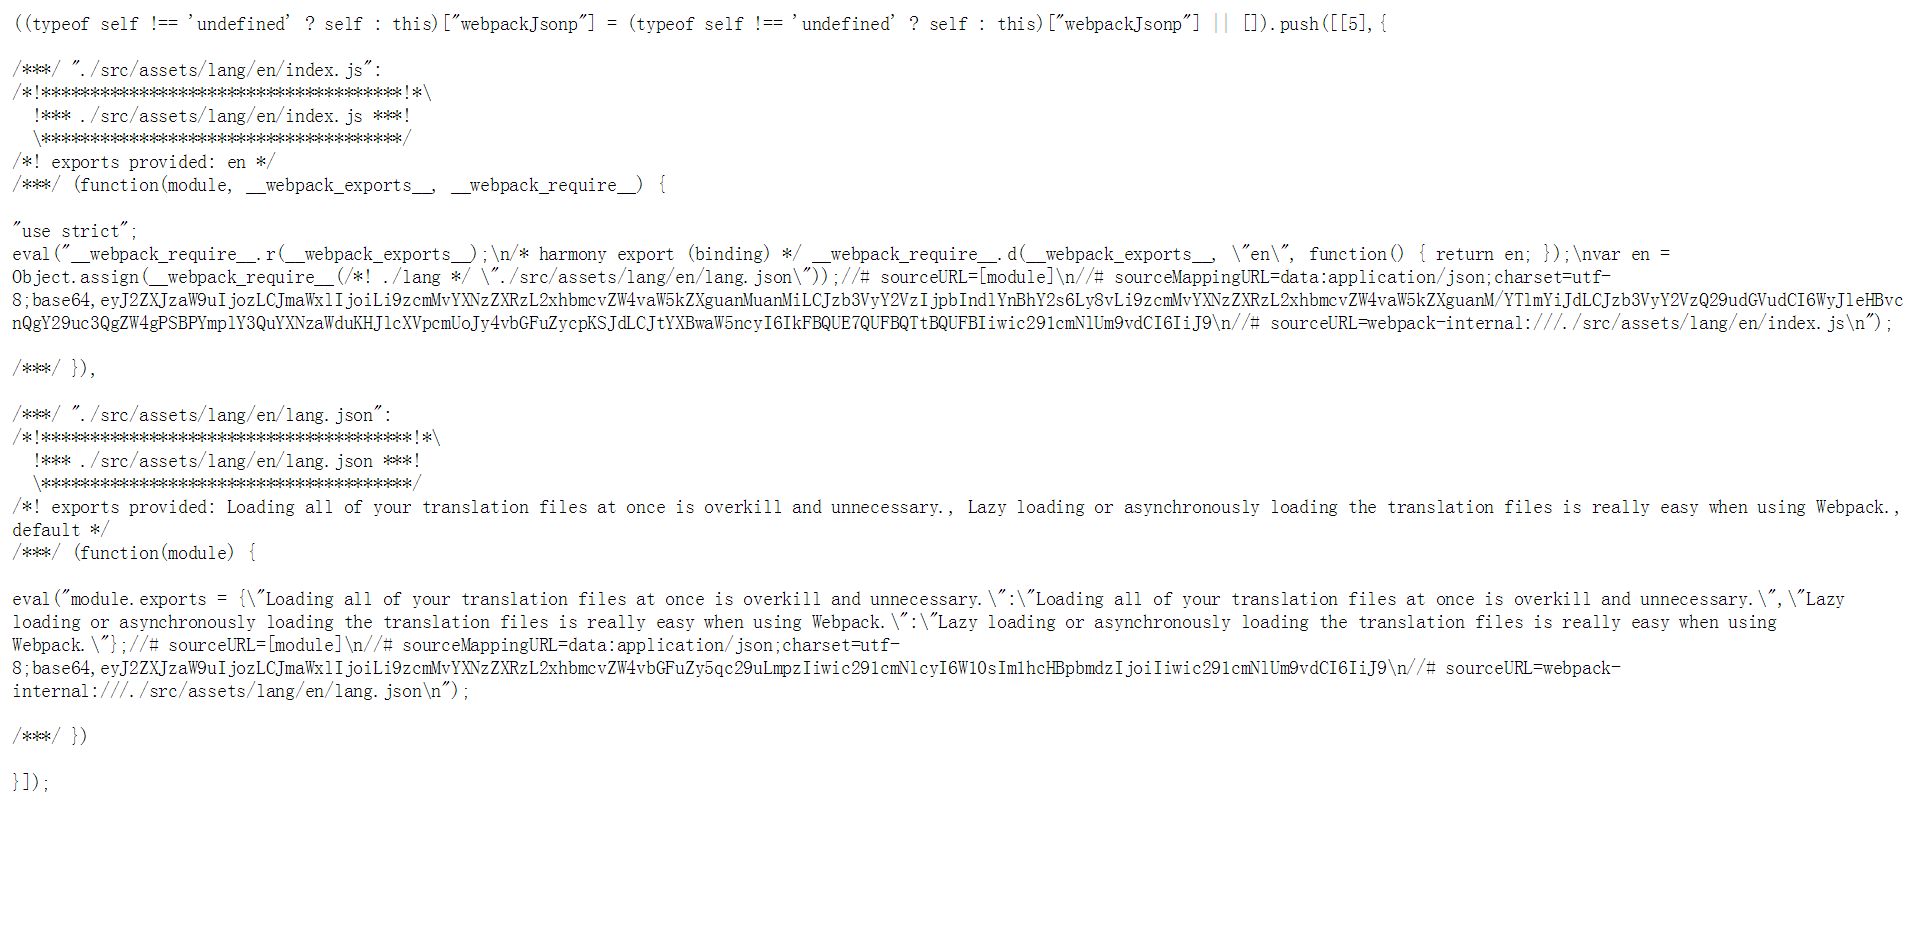 ((typeof self !== 'undefined' ? self : this)["webpackJsonp"] = (typeof self !== 'undefined' ? self : this)["webpackJsonp"] || []).push([[5],{
/***/ "./src/assets/lang/en/index.js":
/*!*************************************!*\
  !*** ./src/assets/lang/en/index.js ***!
  \*************************************/
/*! exports provided: en */
/***/ (function(module, __webpack_exports__, __webpack_require__) {
"use strict";
eval("__webpack_require__.r(__webpack_exports__);\n/* harmony export (binding) */ __webpack_require__.d(__webpack_exports__, \"en\", function() { return en; });\nvar en =
Object.assign(__webpack_require__(/*! ./lang */ \"./src/assets/lang/en/lang.json\"));//# sourceURL=[module]\n//# sourceMappingURL=data:application/json;charset=utf-
8;base64,eyJ2ZXJzaW9uIjozLCJmaWxlIjoiLi9zcmMvYXNzZXRzL2xhbmcvZW4vaW5kZXguanMuanMiLCJzb3VyY2VzIjpbIndlYnBhY2s6Ly8vLi9zcmMvYXNzZXRzL2xhbmcvZW4vaW5kZXguanM/YTlmYiJdLCJzb3VyY2VzQ29udGVudCI6WyJleHBvc
nQgY29uc3QgZW4gPSBPYmplY3QuYXNzaWduKHJlcXVpcmUoJy4vbGFuZycpKSJdLCJtYXBwaW5ncyI6IkFBQUE7QUFBQTtBQUFBIiwic291cmNlUm9vdCI6IiJ9\n//# sourceURL=webpack-internal:///./src/assets/lang/en/index.js\n");
/***/ }),
/***/ "./src/assets/lang/en/lang.json":
/*!**************************************!*\
  !*** ./src/assets/lang/en/lang.json ***!
  \**************************************/
/*! exports provided: Loading all of your translation files at once is overkill and unnecessary., Lazy loading or asynchronously loading the translation files is really easy when using Webpack.,
default */
/***/ (function(module) {
eval("module.exports = {\"Loading all of your translation files at once is overkill and unnecessary.\":\"Loading all of your translation files at once is overkill and unnecessary.\",\"Lazy
loading or asynchronously loading the translation files is really easy when using Webpack.\":\"Lazy loading or asynchronously loading the translation files is really easy when using
Webpack.\"};//# sourceURL=[module]\n//# sourceMappingURL=data:application/json;charset=utf-
8;base64,eyJ2ZXJzaW9uIjozLCJmaWxlIjoiLi9zcmMvYXNzZXRzL2xhbmcvZW4vbGFuZy5qc29uLmpzIiwic291cmNlcyI6W10sIm1hcHBpbmdzIjoiIiwic291cmNlUm9vdCI6IiJ9\n//# sourceURL=webpack-
internal:///./src/assets/lang/en/lang.json\n");
/***/ })
}]);